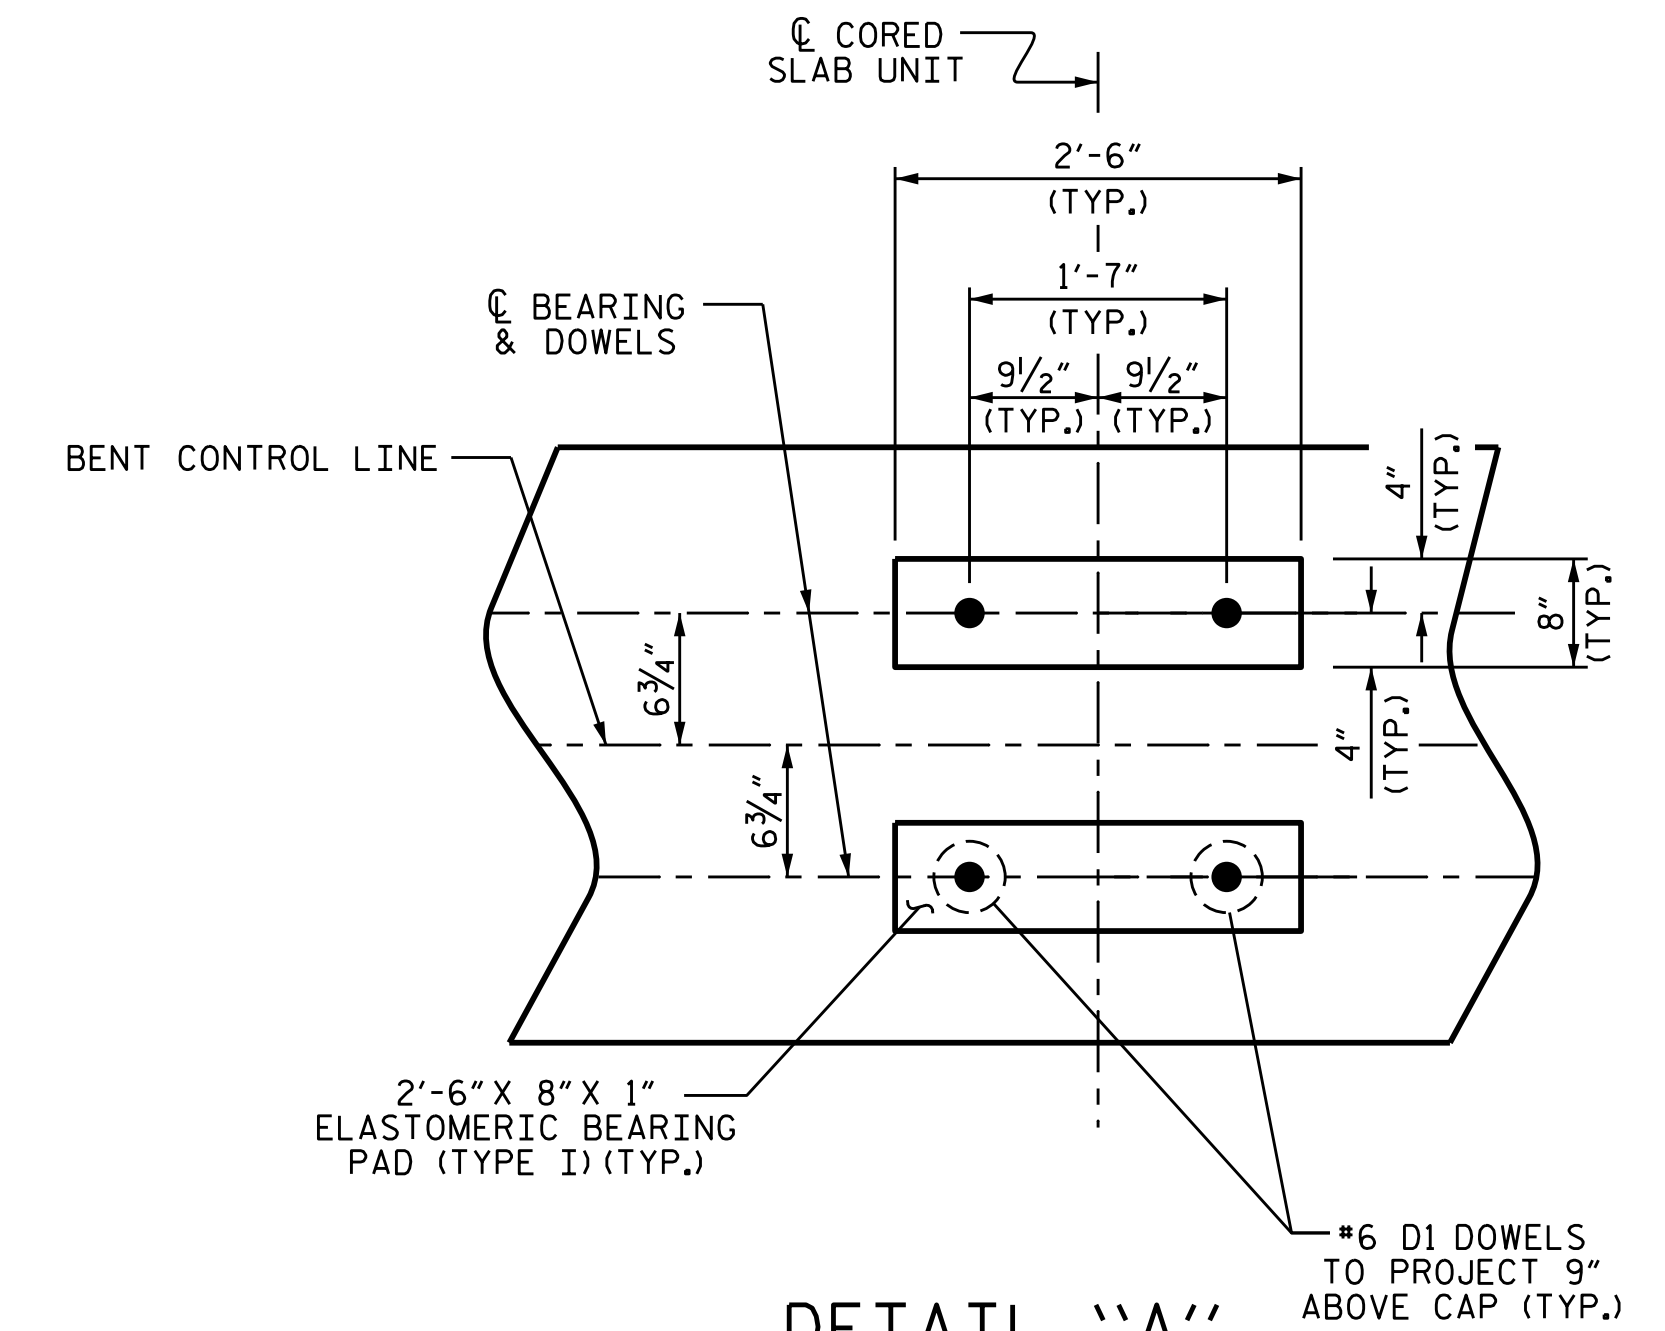 ℄ CORED
SLAB UNIT
2'-6"
(TYP.)
1'-7"
(TYP.)
℄ BEARING
& DOWELS
9½" 9½"
(TYP.) (TYP.)
BENT CONTROL LINE
4"
(TYP.)
8"
(TYP.)
6¾"
4"
(TYP.)
6¾"
2'-6" X 8" X 1"
ELASTOMERIC BEARING
PAD (TYPE I)(TYP.)
#6 D1 DOWELS
TO PROJECT 9"
ABOVE CAP (TYP.)
DETAIL "A"